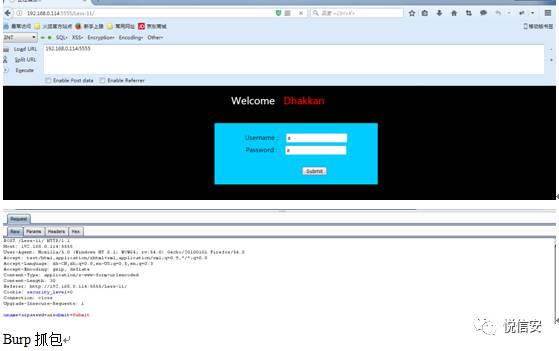 192.168.0.114:5555/Less-11/
百度 <Ctrl+K>
最常访问 火狐官方站点 新手上路 常用网址 京东商城
移动版书签
INT SQL- XSS- Encryption- Encoding- Other-
Load URL 192.168.0.114:5555
Split URL
Execute
Enable Post data Enable Referrer
Welcome Dhakkan
Username : a
Password : a
Submit
Request
Raw Params Headers Hex
POST /Less-11/ HTTP/1.1
Host: 192.168.0.114:5555
User-Agent: Mozilla/5.0 (Windows NT 6.1; WOW64; rv:54.0) Gecko/20100101 Firefox/54.0
Accept: text/html,application/xhtml+xml,application/xml;q=0.9,*/*;q=0.8
Accept-Language: zh-CN,zh;q=0.8,en-US;q=0.5,en;q=0.3
Accept-Encoding: gzip, deflate
Content-Type: application/x-www-form-urlencoded
Content-Length: 30
Referer: http://192.168.0.114:5555/Less-11/
Cookie: security_level=0
Connection: close
Upgrade-Insecure-Requests: 1
uname=a&passwd=a&submit=Submit
悦信安
Burp 抓包